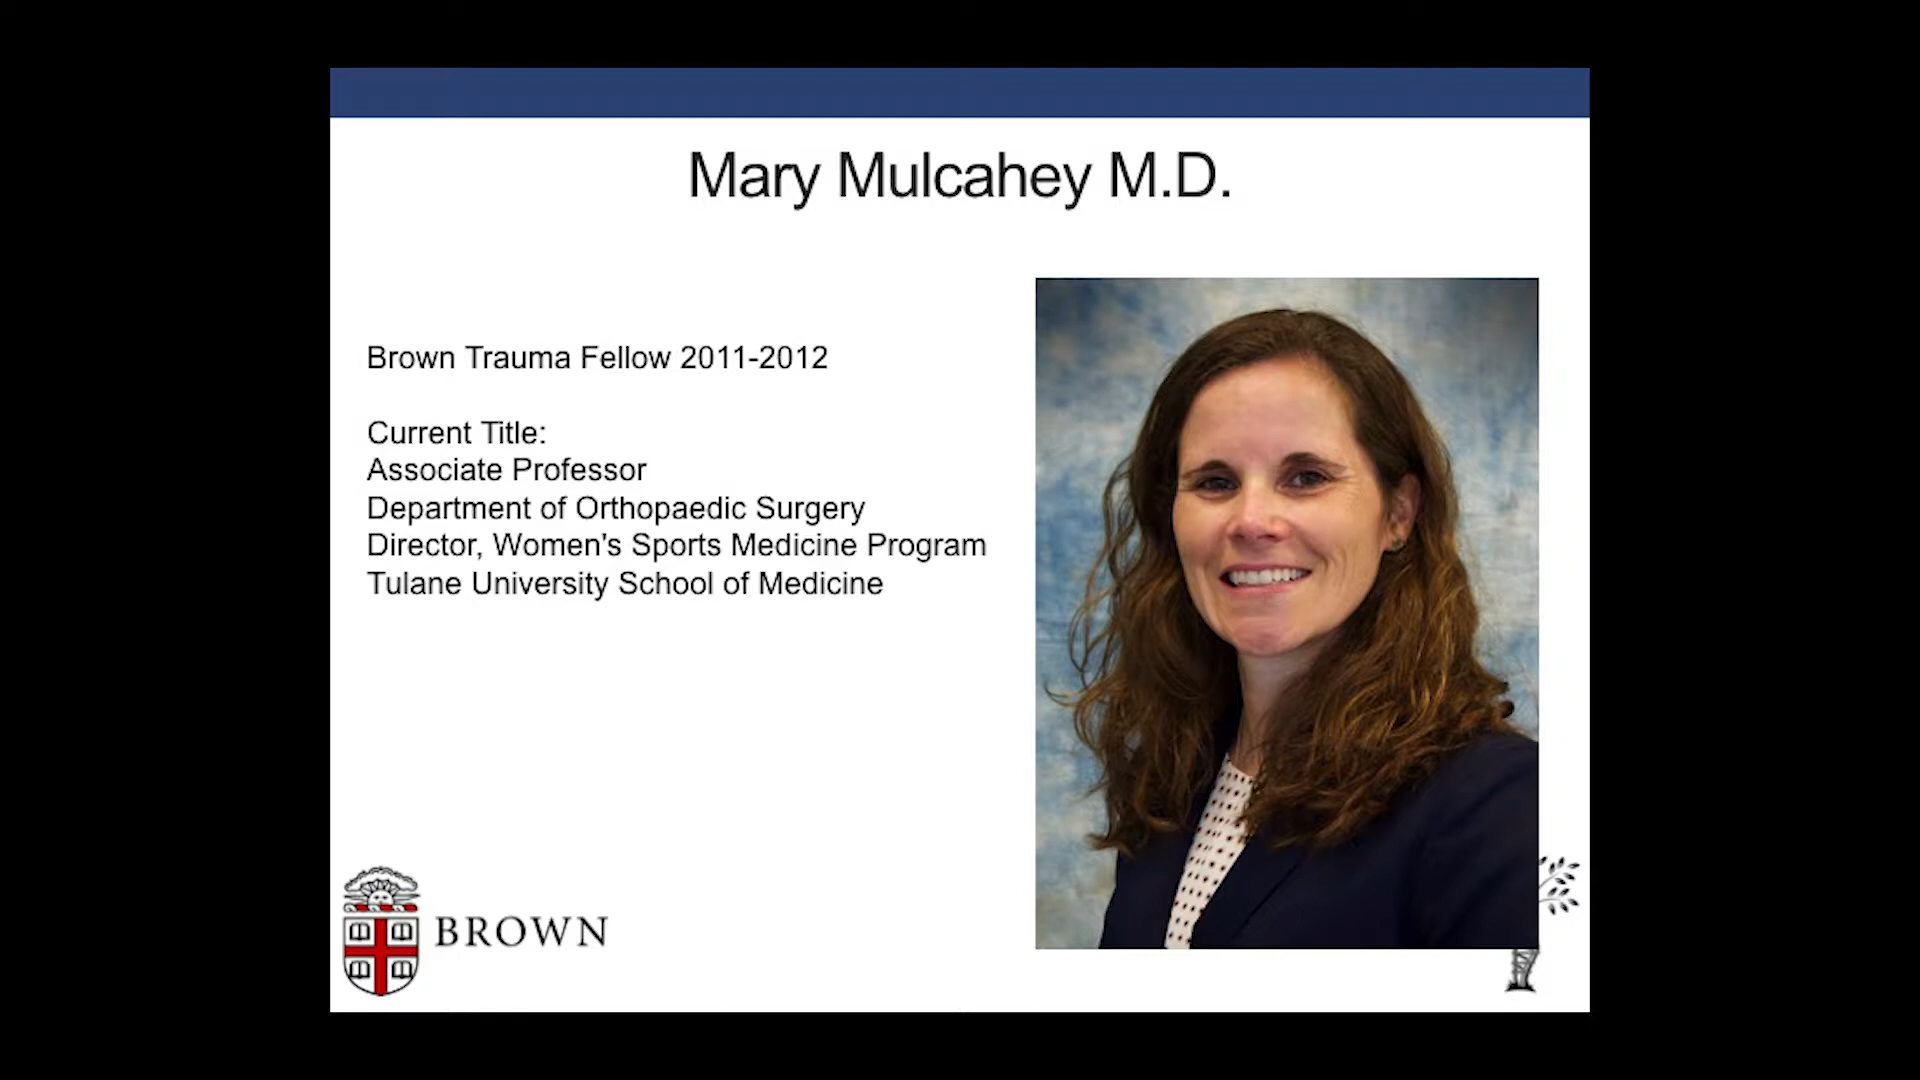 Mary Mulcahey M.D.
Brown Trauma Fellow 2011-2012
Current Title:
Associate Professor
Department of Orthopaedic Surgery
Director, Women's Sports Medicine Program
Tulane University School of Medicine
BROWN